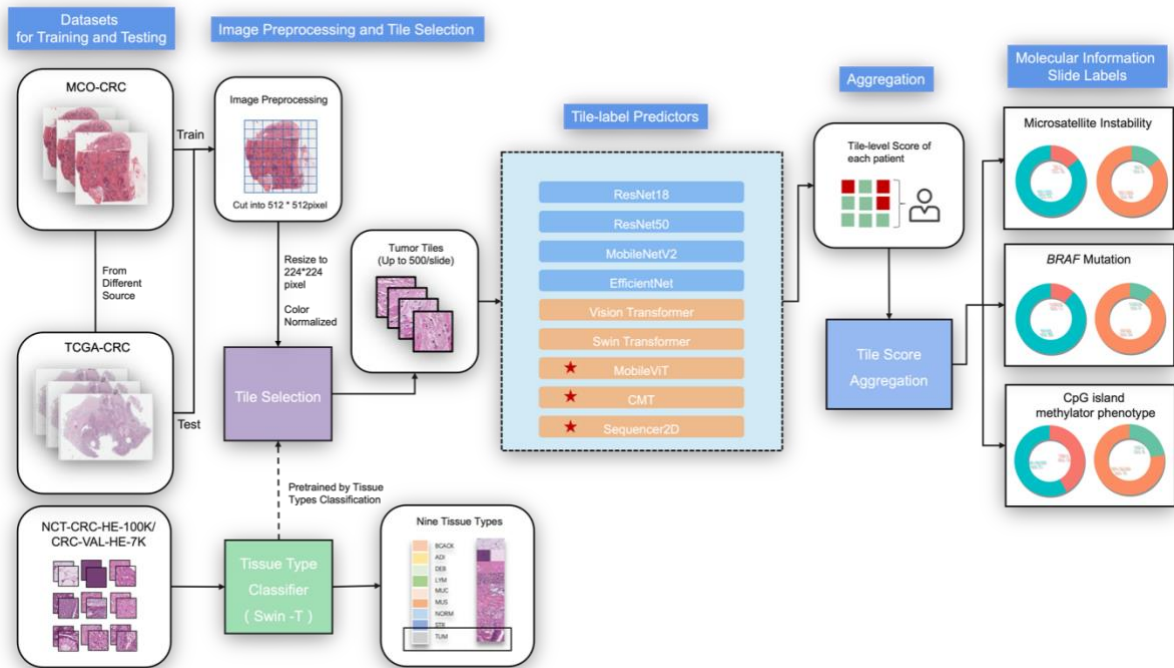 Datasets
for Training and Testing
Image Preprocessing and Tile Selection
MCO-CRC
Train
Image Preprocessing
Cut into 512 * 512pixel
From
Different
Source
Resize to
224*224
pixel
Color
Normalized
TCGA-CRC
Test
Tile Selection
Tumor Tiles
(Up to 500/slide)
Pretrained by Tissue
Types Classification
NCT-CRC-HE-100K/
CRC-VAL-HE-7K
Tissue Type
Classifier
( Swin -T )
Nine Tissue Types
BCACK
ADI
DEB
LYM
MUC
MUS
NORM
STR
TUM
Tile-label Predictors
ResNet18
ResNet50
MobileNetV2
EfficientNet
Vision Transformer
Swin Transformer
MobileViT
CMT
Sequencer2D
Aggregation
Tile-level Score of
each patient
Tile Score
Aggregation
Molecular Information
Slide Labels
Microsatellite Instability
BRAF Mutation
CpG island
methylator phenotype